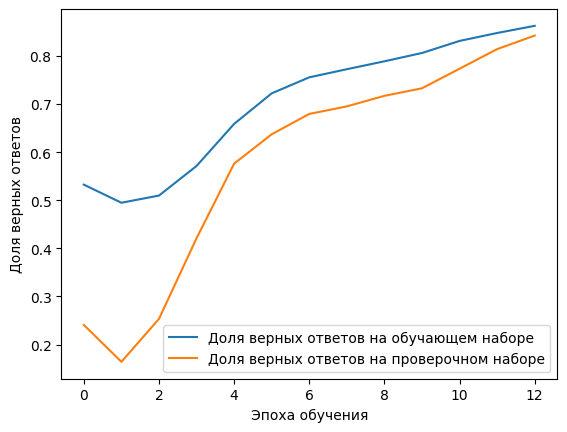 Доля верных ответов
0.8
0.7
0.6
0.5
0.4
0.3
0.2
Доля верных ответов на обучающем наборе
Доля верных ответов на проверочном наборе
0 2 4 6 8 10 12
Эпоха обучения